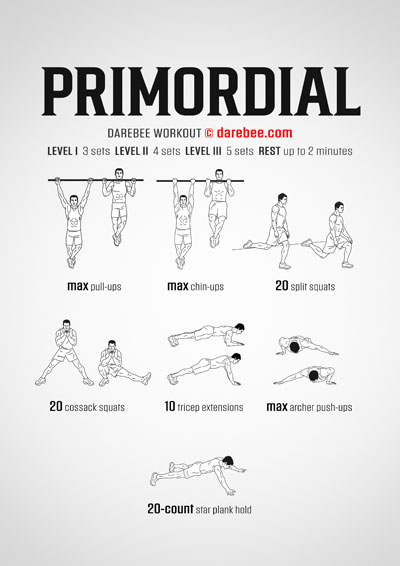 PRIMORDIAL
DAREBEE WORKOUT © darebee.com
LEVEL I 3 sets LEVEL II 4 sets LEVEL III 5 sets REST up to 2 minutes
max pull-ups
max chin-ups
20 split squats
20 cossack squats
10 tricep extensions
max archer push-ups
20-count star plank hold